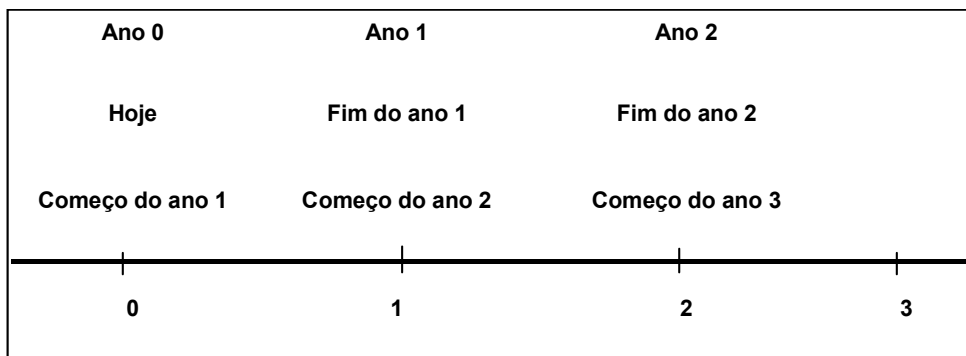 Ano 0 Ano 1 Ano 2
Hoje Fim do ano 1 Fim do ano 2
Começo do ano 1 Começo do ano 2 Começo do ano 3
0 1 2 3